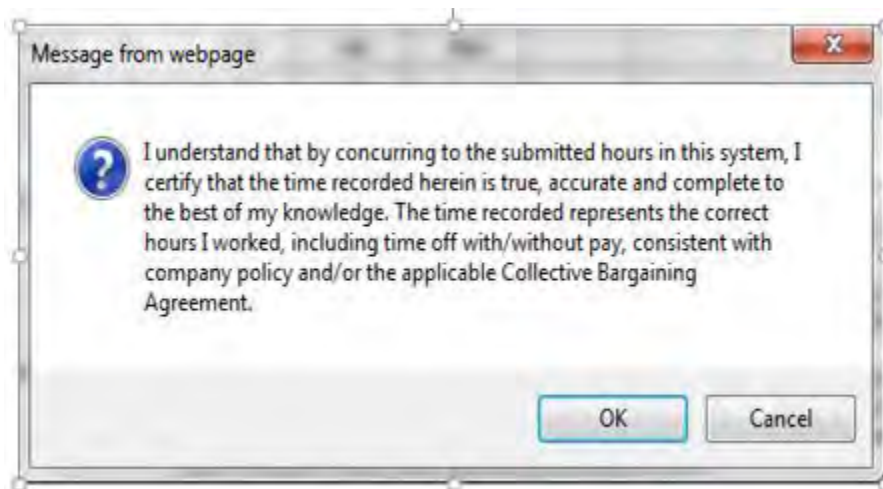 Message from webpage
I understand that by concurring to the submitted hours in this system, I
certify that the time recorded herein is true, accurate and complete to
the best of my knowledge. The time recorded represents the correct
hours I worked, including time off with/without pay, consistent with
company policy and/or the applicable Collective Bargaining
Agreement.
OK
Cancel